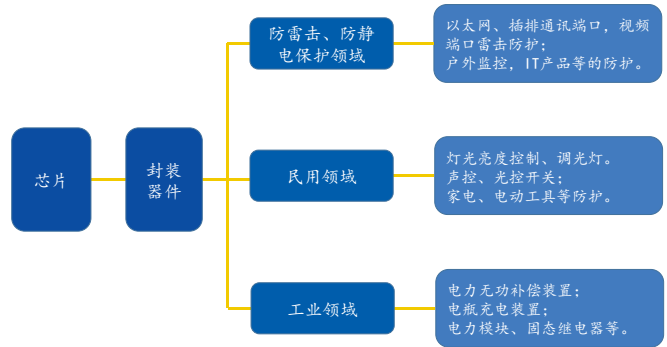 芯片
封装
器件
防雷击、防静
电保护领域
以太网、插排通讯端口，视频
端口雷击防护；
户外监控，IT产品等的防护。
民用领域
灯光亮度控制、调光灯。
声控、光控开关；
家电、电动工具等防护。
工业领域
电力无功补偿装置；
电瓶充电装置；
电力模块、固态继电器等。